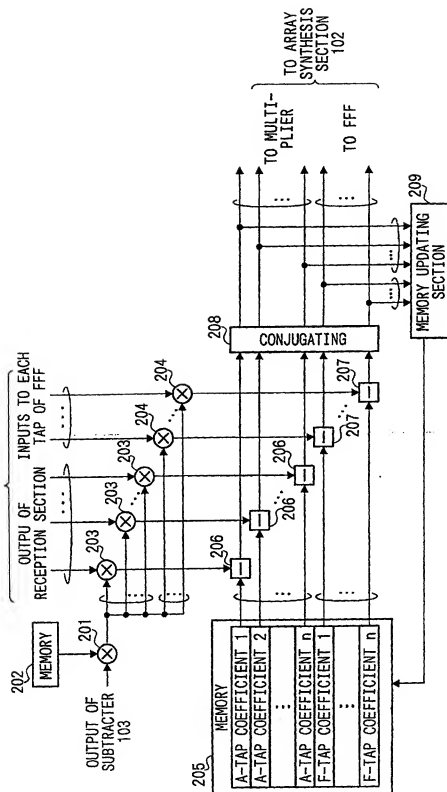 202
MEMORY
201
OUTPUT OF
SUBTRACTER
103
OUTPUT OF
RECEPTION SECTION
INPUTS TO EACH
TAP OF FFF
203
203
203
204
204
205
MEMORY
A-TAP COEFFICIENT 1
A-TAP COEFFICIENT 2
A-TAP COEFFICIENT n
F-TAP COEFFICIENT 1
F-TAP COEFFICIENT n
206
206
206
207
207
208
CONJUGATING
TO MULTI-
PLIER
TO FFF
TO ARRAY
SYNTHESIS
SECTION
102
209
MEMORY UPDATING
SECTION